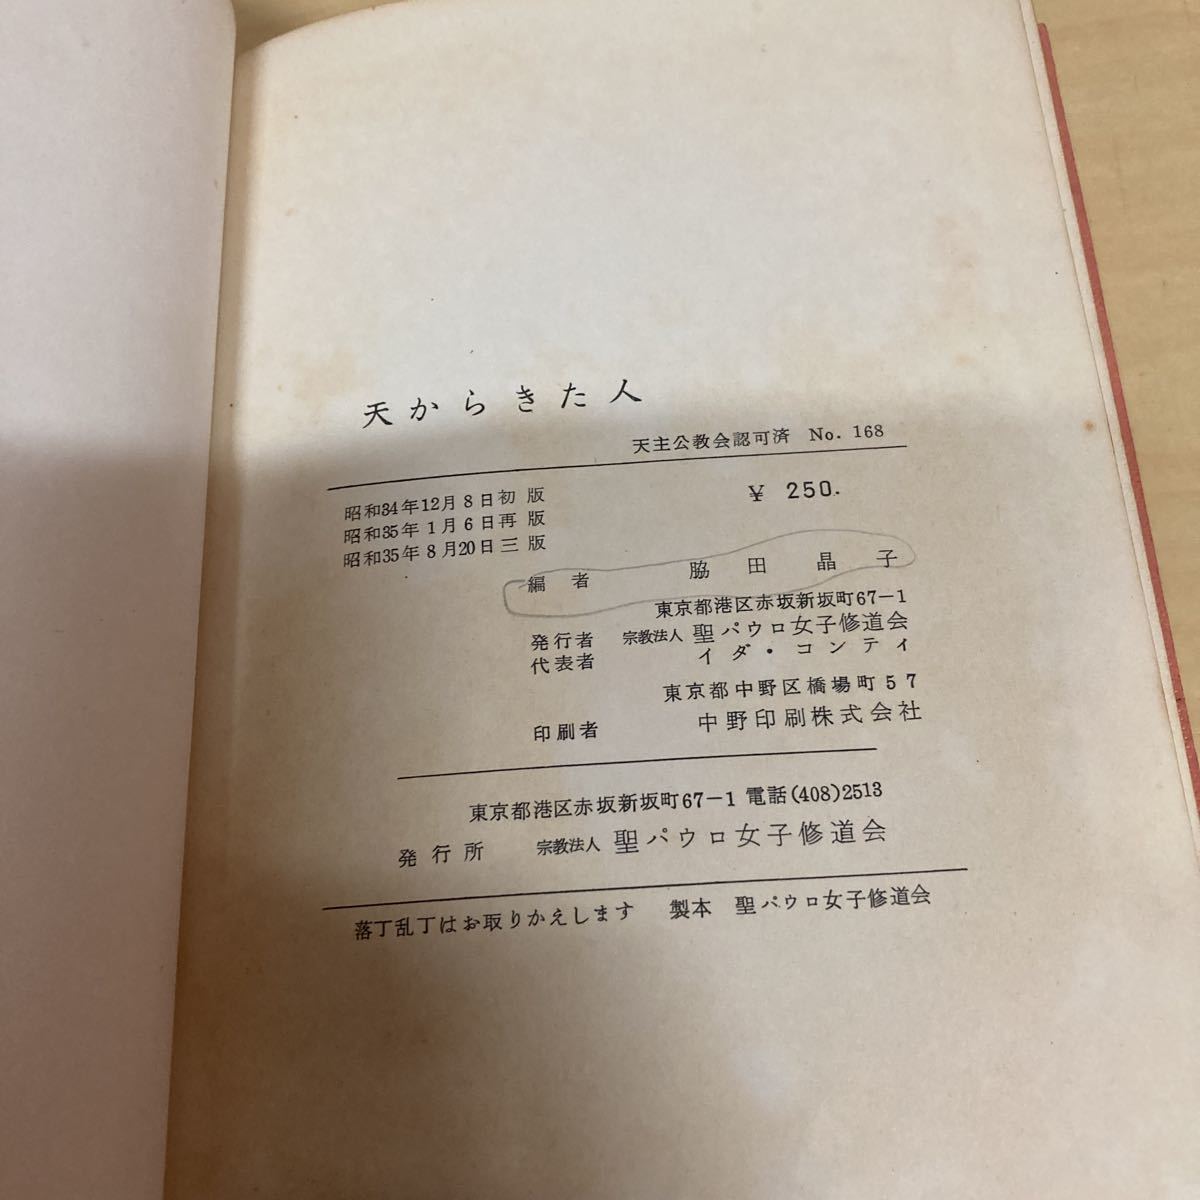 天からきた人
天主公教会認可済 No. 168
昭和34年12月8日初版
¥ 250.
昭和35年1月6日再版
昭和35年8月20日三版
編者 脇田晶子
東京都港区赤坂新坂町67-1
発行者 宗教法人 聖パウロ女子修道会
代表者 イダ・コンティ
東京都中野区橋場町57
印刷者 中野印刷株式会社
東京都港区赤坂新坂町67-1 電話(408)2513
発行所 宗教法人 聖パウロ女子修道会
落丁乱丁はお取りかえします 製本 聖パウロ女子修道会